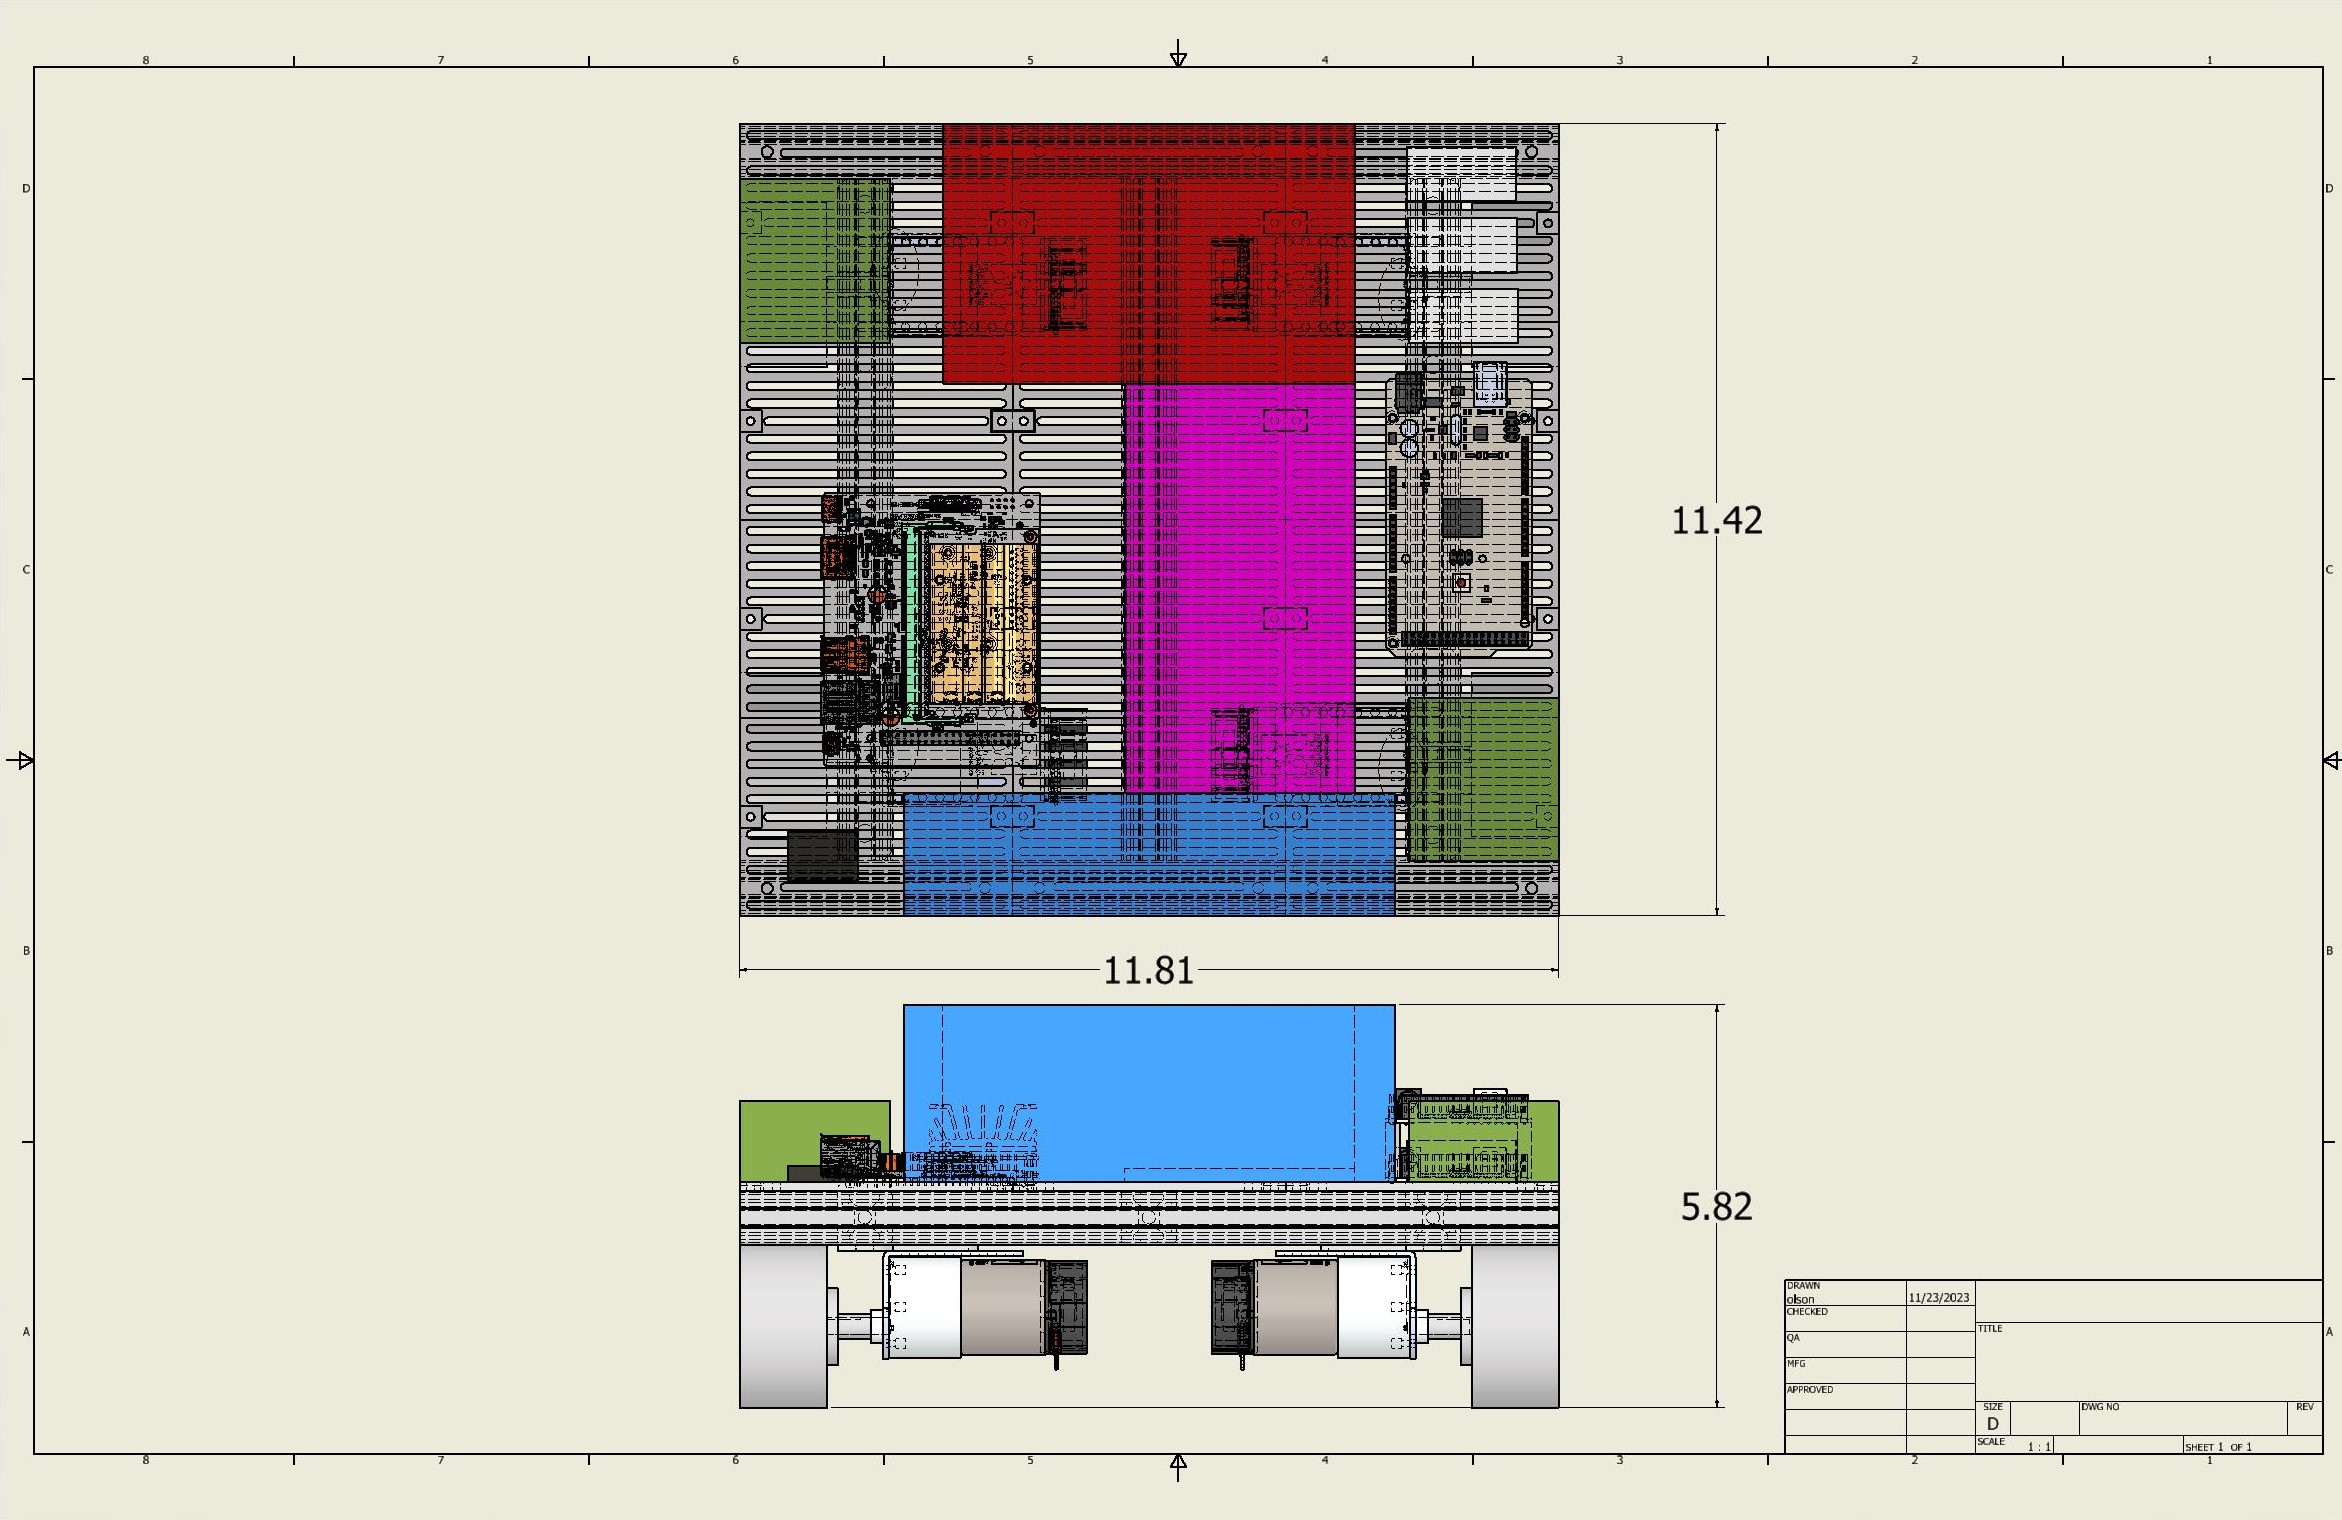 8 7 6 5 4 3 2 1
D D
11.42
C C
B B
11.81
5.82
DRAWN
olson 11/23/2023
CHECKED
QA
TITLE
MFG
APPROVED
A A
SIZE DWG NO REV
D
SCALE 1 : 1 SHEET 1 OF 1
8 7 6 5 4 3 2 1